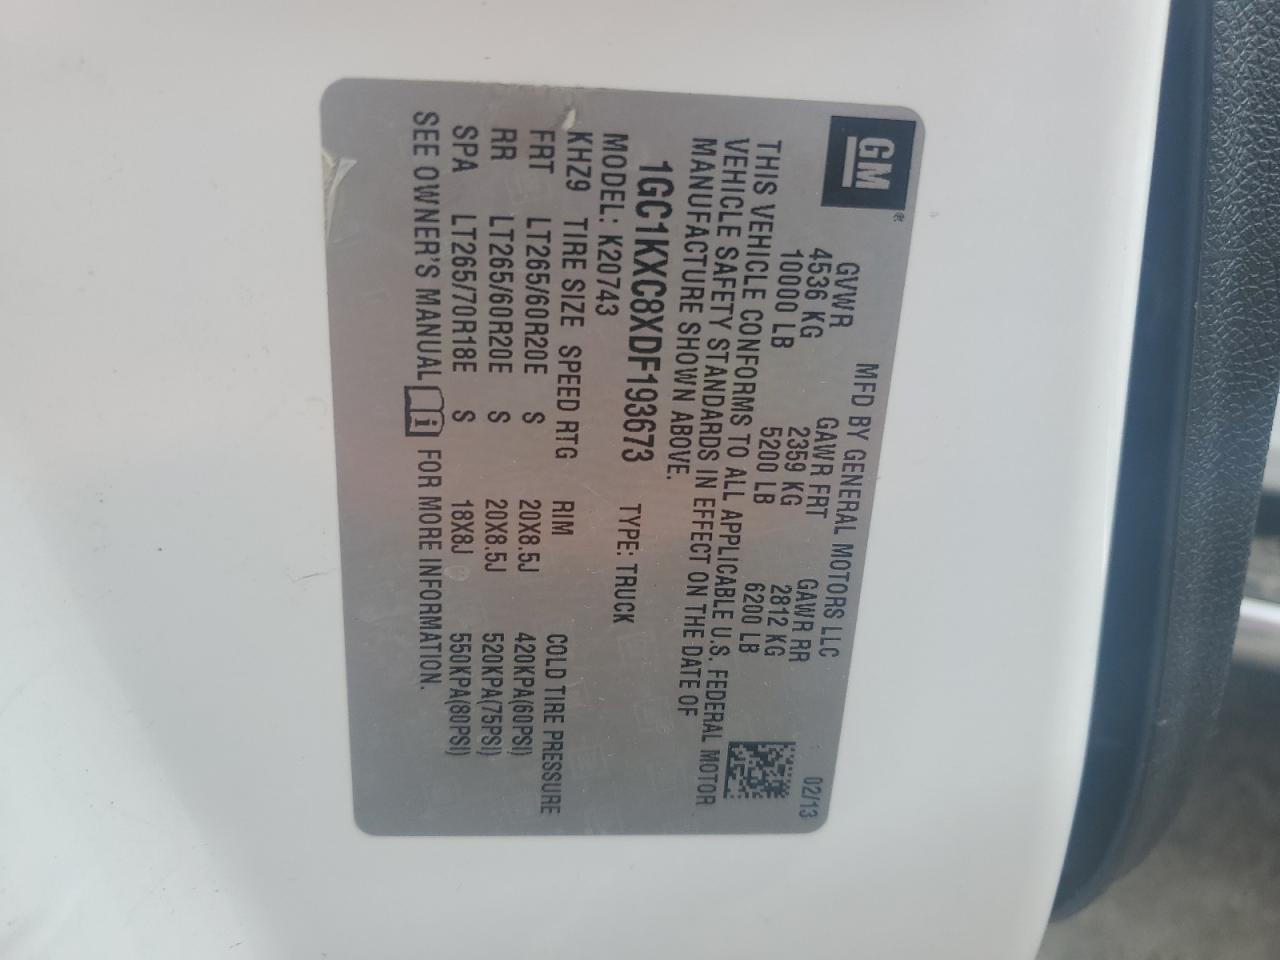 GM®
MFD BY GENERAL MOTORS LLC 02/13
GVWR GAWR FRT GAWR RR
4536 KG 2359 KG 2812 KG
10000 LB 5200 LB 6200 LB
THIS VEHICLE CONFORMS TO ALL APPLICABLE U.S. FEDERAL MOTOR
VEHICLE SAFETY STANDARDS IN EFFECT ON THE DATE OF
MANUFACTURE SHOWN ABOVE.
1GC1KXC8XDF193673 TYPE: TRUCK
MODEL: K20743
KHZ9 TIRE SIZE SPEED RTG RIM COLD TIRE PRESSURE
FRT LT265/60R20E S 20X8.5J 420KPA(60PSI)
RR LT265/60R20E S 20X8.5J 520KPA(75PSI)
SPA LT265/70R18E S 18X8J 550KPA(80PSI)
SEE OWNER'S MANUAL i FOR MORE INFORMATION.